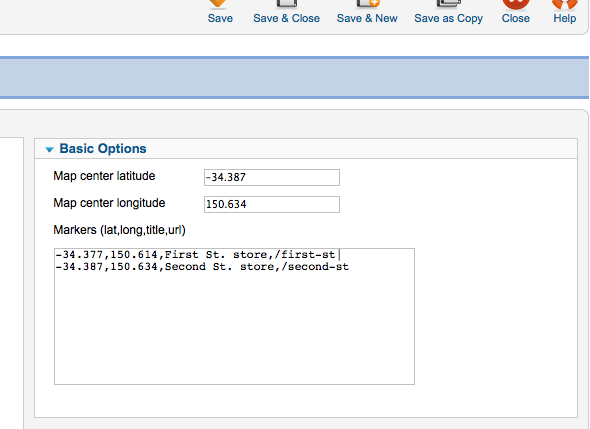 Save Save & Close Save & New Save as Copy Close Help
Basic Options
Map center latitude -34.387
Map center longitude 150.634
Markers (lat,long,title,url)
-34.377,150.614,First St. store,/first-st
-34.387,150.634,Second St. store,/second-st